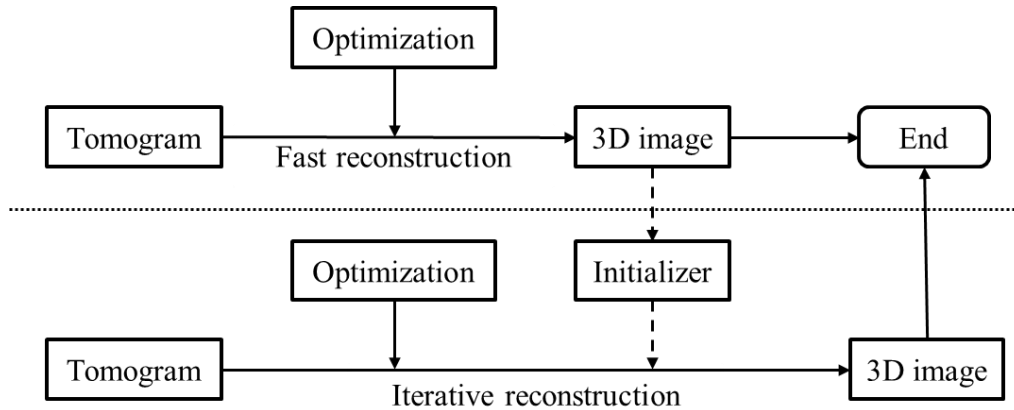 Optimization
Tomogram
Fast reconstruction
3D image
End
Optimization
Initializer
Tomogram
Iterative reconstruction
3D image